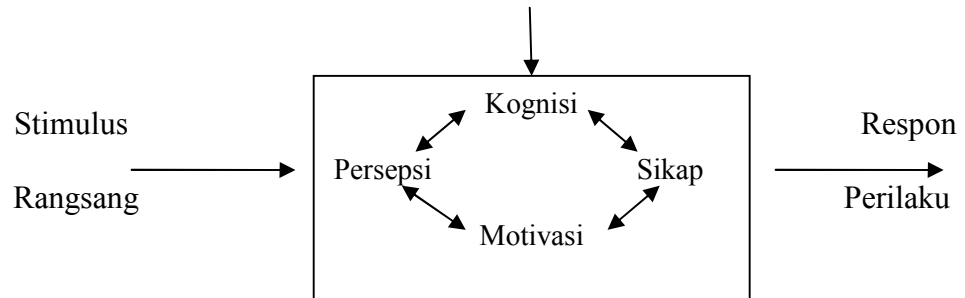 Kognisi
Stimulus
Respon
Persepsi
Sikap
Rangsang
Perilaku
Motivasi